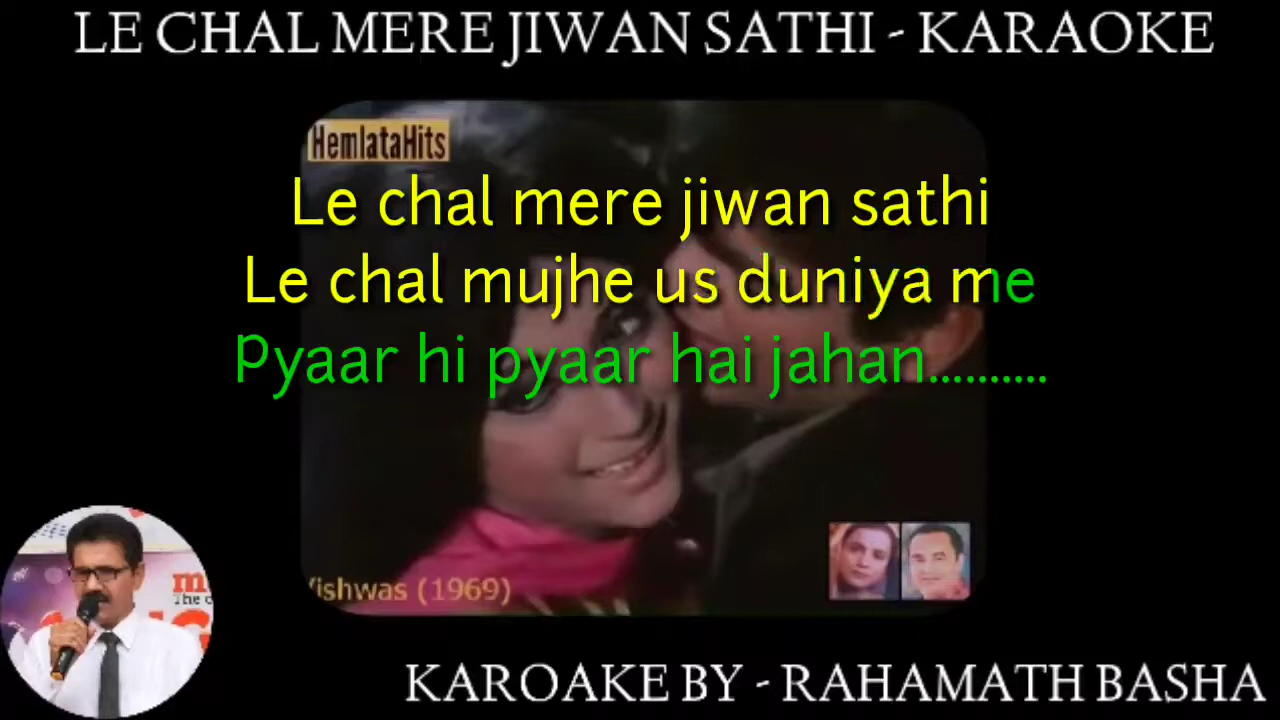 LE CHAL MERE JIWAN SATHI - KARAOKE
HemlataHits
Le chal mere jiwan sathi
Le chal mujhe us duniya me
Pyaar hi pyaar hai jahan..........
Vishwas (1969)
The c
KAROAKE BY - RAHAMATH BASHA